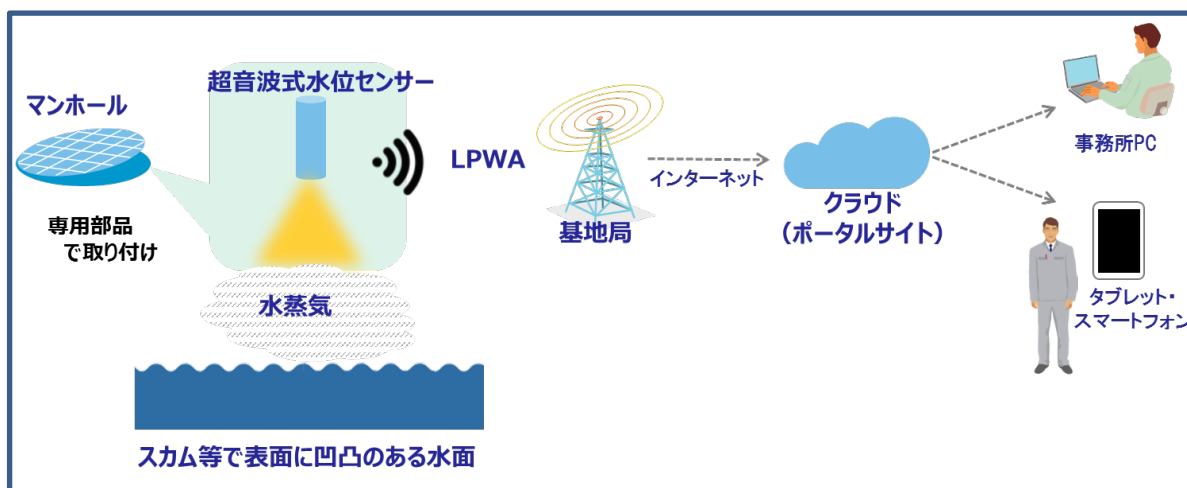 超音波式水位センサー
マンホール
専用部品
で取り付け
LPWA
基地局
インターネット
クラウド
(ポータルサイト)
事務所PC
タブレット・
スマートフォン
水蒸気
スカム等で表面に凹凸のある水面